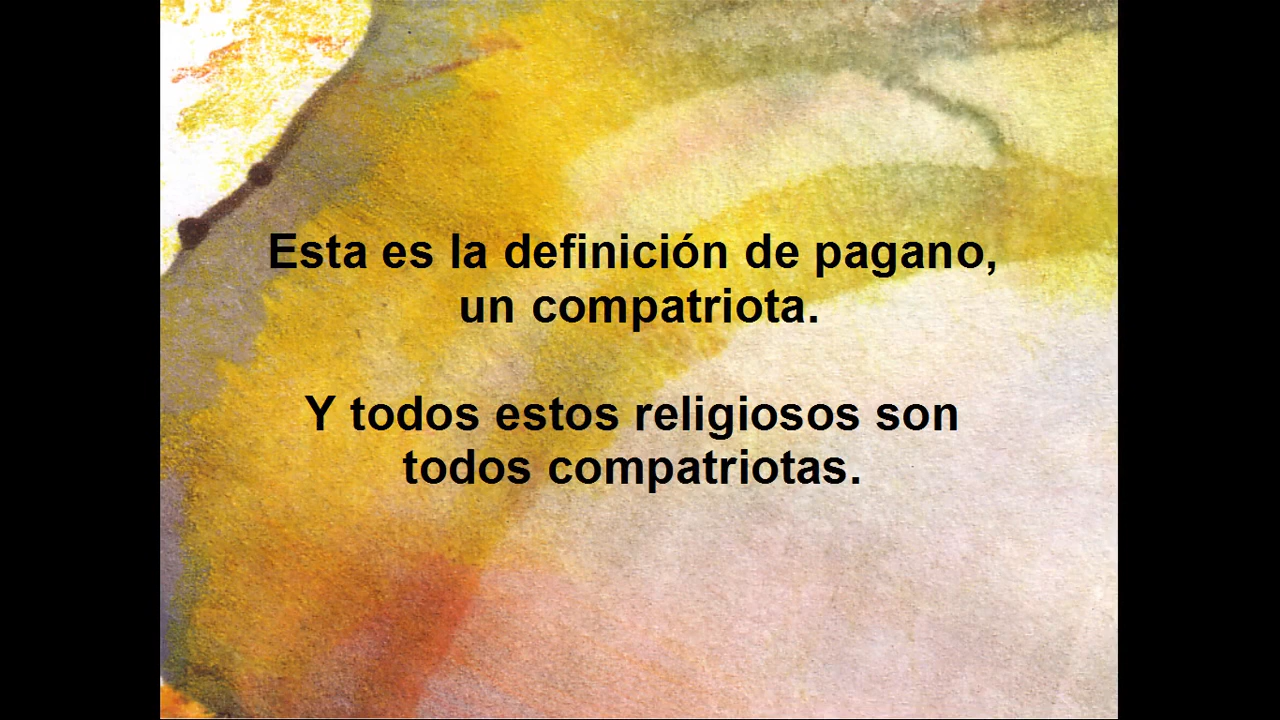 Esta es la definición de pagano,
un compatriota.
Y todos estos religiosos son
todos compatriotas.